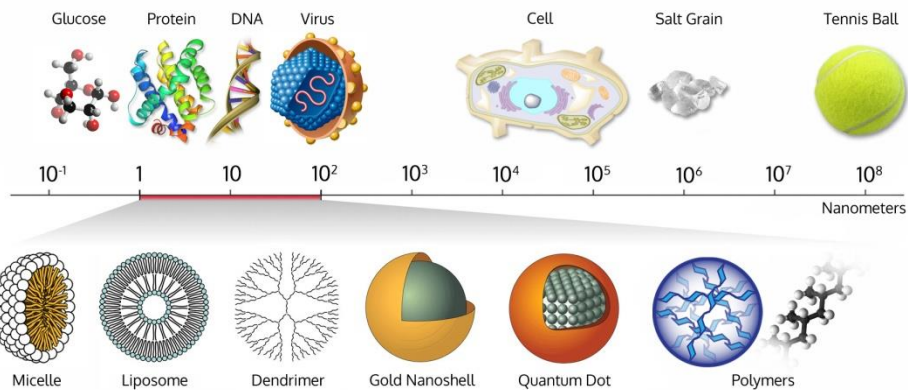 Glucose Protein DNA Virus Cell Salt Grain Tennis Ball
10⁻¹ 1 10 10² 10³ 10⁴ 10⁵ 10⁶ 10⁷ 10⁸
Nanometers
Micelle Liposome Dendrimer Gold Nanoshell Quantum Dot Polymers